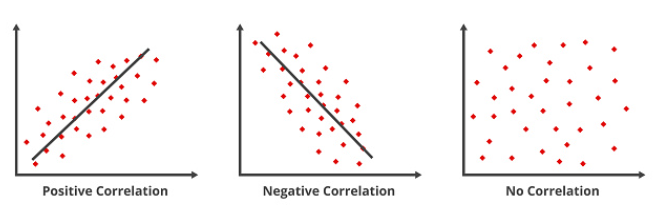 Positive Correlation
Negative Correlation
No Correlation